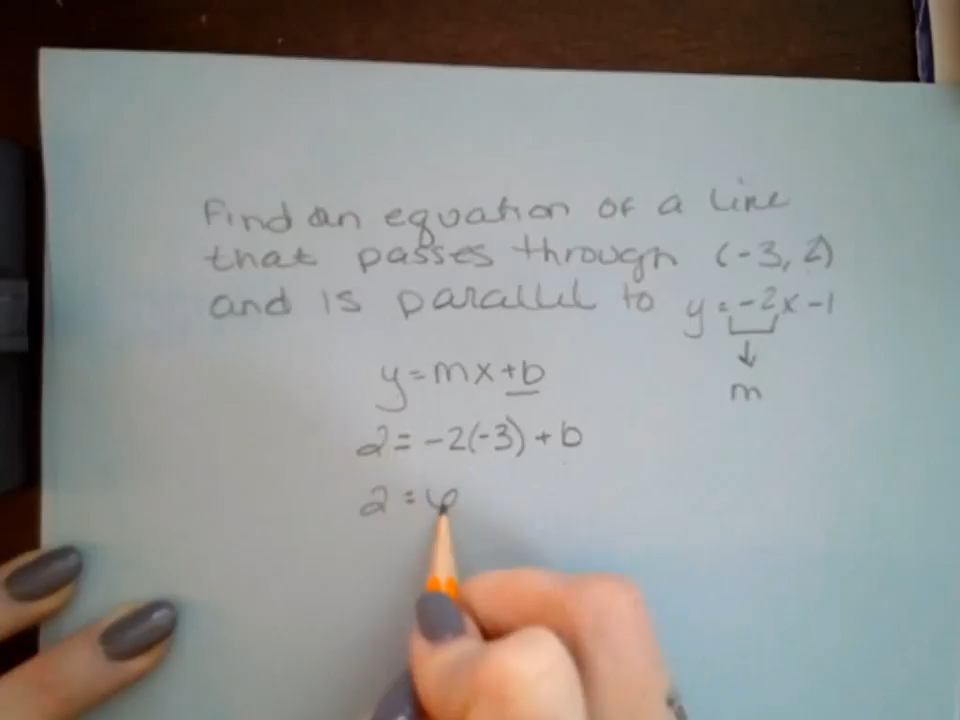 Find an equation of a line
that passes through (-3, 2)
and is parallel to y = -2x - 1
↓
m
y = mx + b
2 = -2(-3) + b
2 = 6